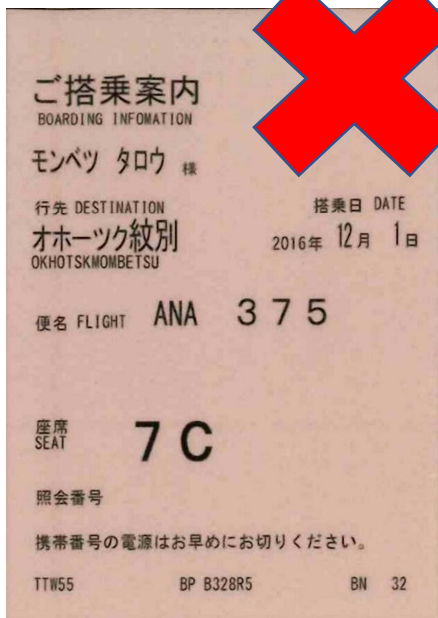 ご搭乗案内
BOARDING INFOMATION
モンベツ タロウ 様
行先 DESTINATION 搭乗日 DATE
オホーツク紋別 2016年 12月 1日
OKHOTSKMOMBETSU
便名 FLIGHT ANA 375
座席
SEAT 7C
照会番号
携帯番号の電源はお早めにお切りください。
TTW55 BP B328R5 BN 32